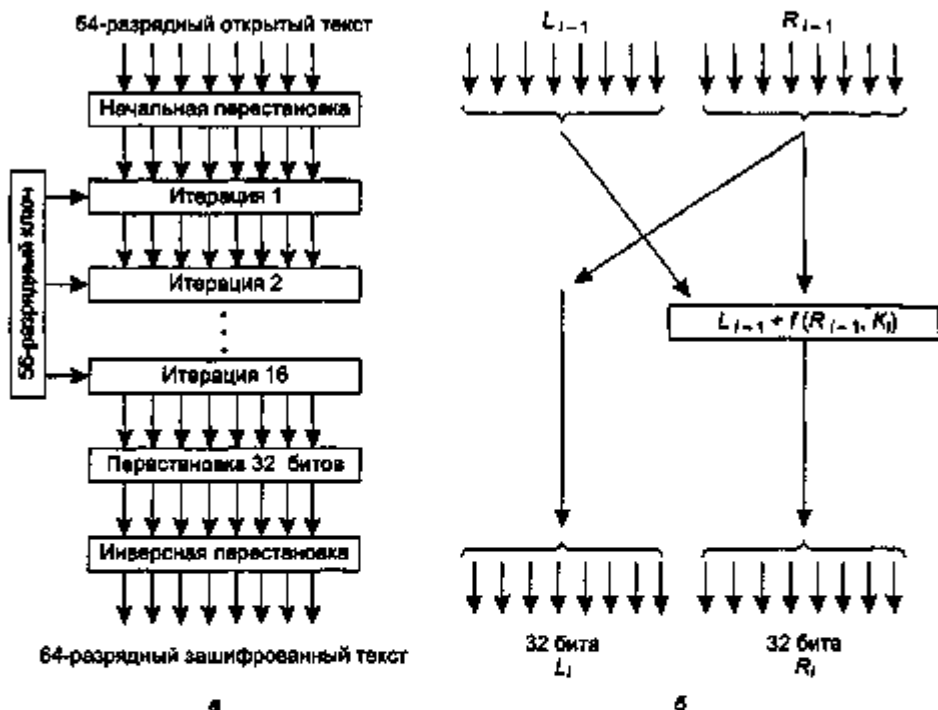 64-разрядный открытый текст
Начальная перестановка
56-разрядный ключ
Итерация 1
Итерация 2
Итерация 16
Перестановка 32 битов
Инверсная перестановка
64-разрядный зашифрованный текст
а
L i-1
R i-1
L i-1 + f(R i-1, K i)
32 бита
L i
32 бита
R i
б